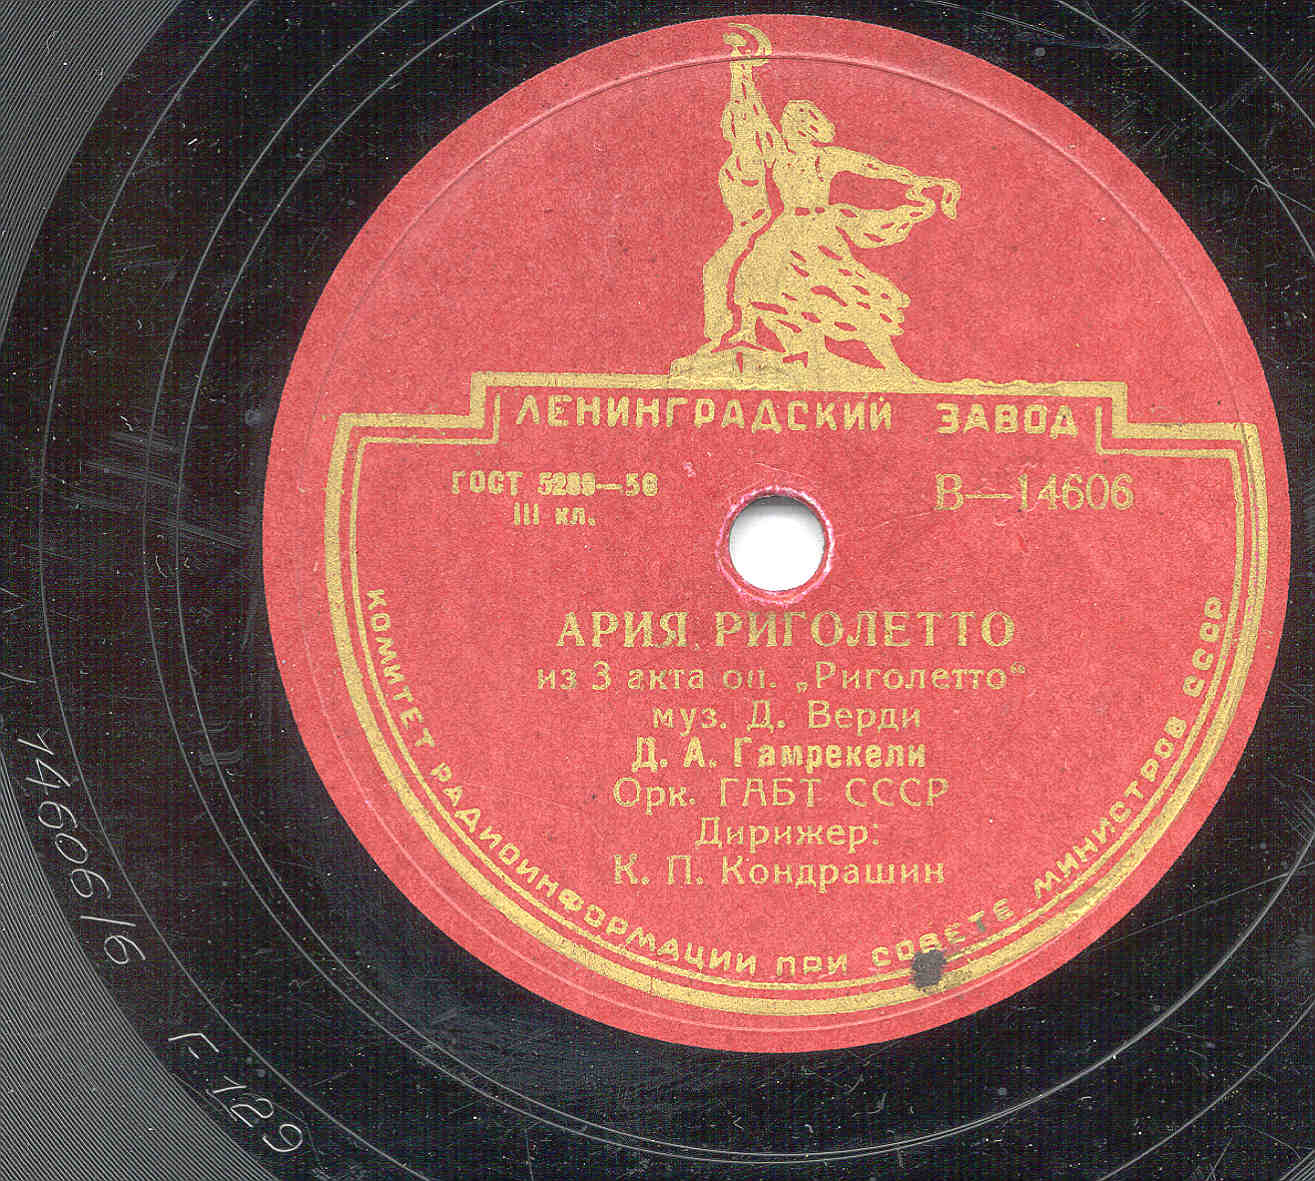 ЛЕНИНГРАДСКИЙ ЗАВОД
ГОСТ 5289—56
III кл.
В—14606
АРИЯ РИГОЛЕТТО
из 3 акта оп. „Риголетто“
муз. Д. Верди
Д. А. Гамрекели
Орк. ГАБТ СССР
Дирижер:
К. П. Кондрашин
КОМИТЕТ РАДИОИНФОРМАЦИИ ПРИ СОВЕТЕ МИНИСТРОВ СССР
14606/6
Г-129